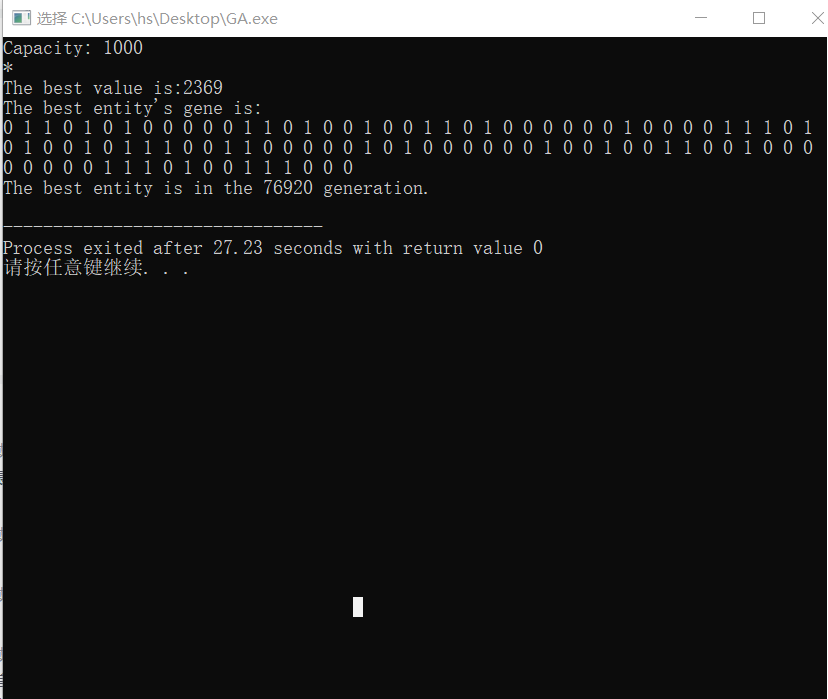 选择 C:\Users\hs\Desktop\GA.exe
Capacity: 1000
*
The best value is:2369
The best entity's gene is:
0 1 1 0 1 0 1 0 0 0 0 0 1 1 0 1 0 0 1 0 0 1 1 0 1 0 0 0 0 0 0 1 0 0 0 0 1 1 1 0 1
0 1 0 0 1 0 1 1 1 0 0 1 1 0 0 0 0 0 1 0 1 0 0 0 0 0 0 1 0 0 1 0 0 1 1 0 0 1 0 0 0
0 0 0 0 0 1 1 1 0 1 0 0 1 1 1 0 0 0
The best entity is in the 76920 generation.
--------------------------------
Process exited after 27.23 seconds with return value 0
请按任意键继续. . .